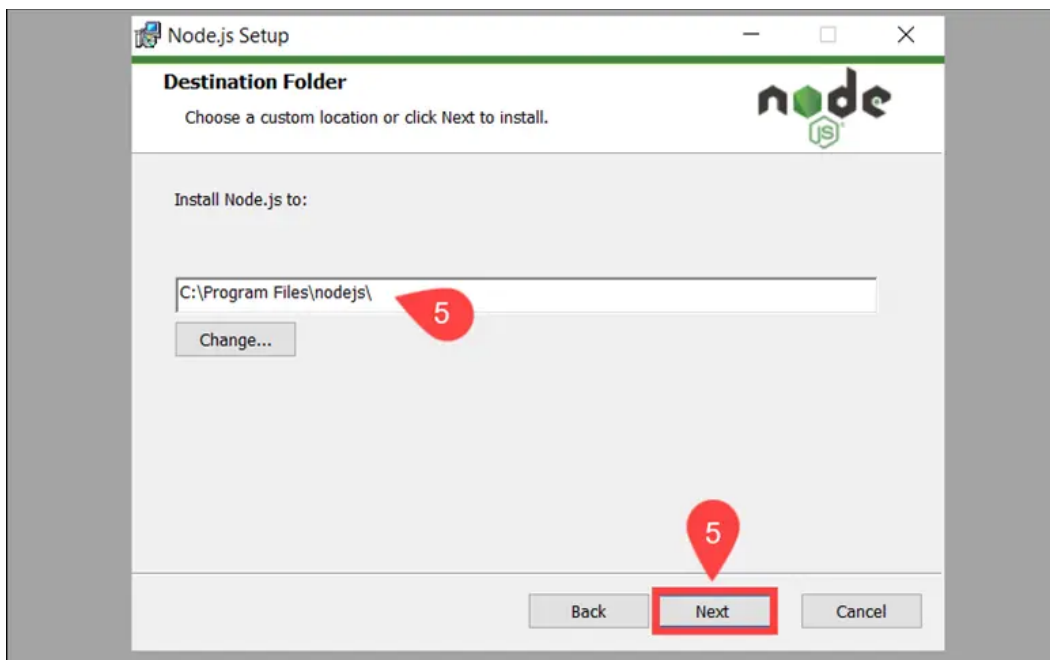 Node.js Setup
Destination Folder
node
Choose a custom location or click Next to install.
JS
Install Node.js to:
C:\Program Files\nodejs\
5
Change...
5
Back Next Cancel